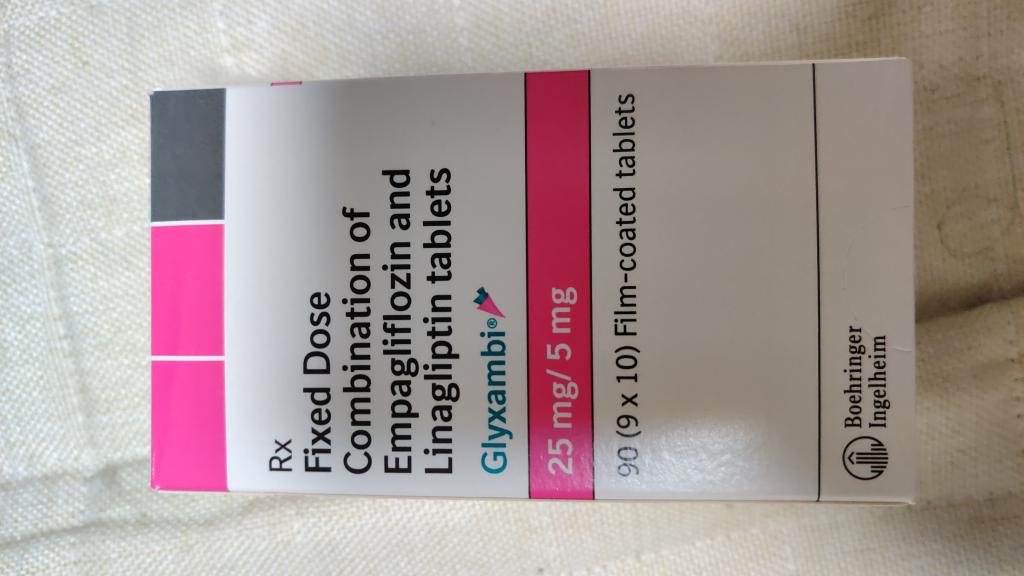 Rx
Fixed Dose
Combination of
Empagliflozin and
Linagliptin tablets
Glyxambi®
25 mg/ 5 mg
90 (9 x 10) Film-coated tablets
Boehringer
Ingelheim